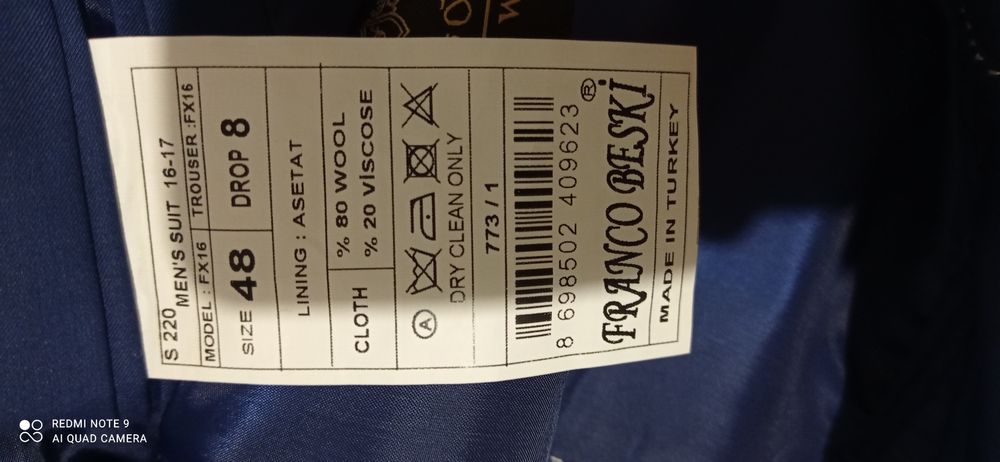 S 220
MEN'S SUIT 16-17
MODEL : FX16 TROUSER :FX16
SIZE 48 DROP 8
LINING : ASETAT
CLOTH % 80 WOOL
% 20 VİSCOSE
A
DRY CLEAN ONLY
773 / 1
8 698502 409623
FRANCO BESKİ®
MADE IN TURKEY
REDMI NOTE 9
AI QUAD CAMERA